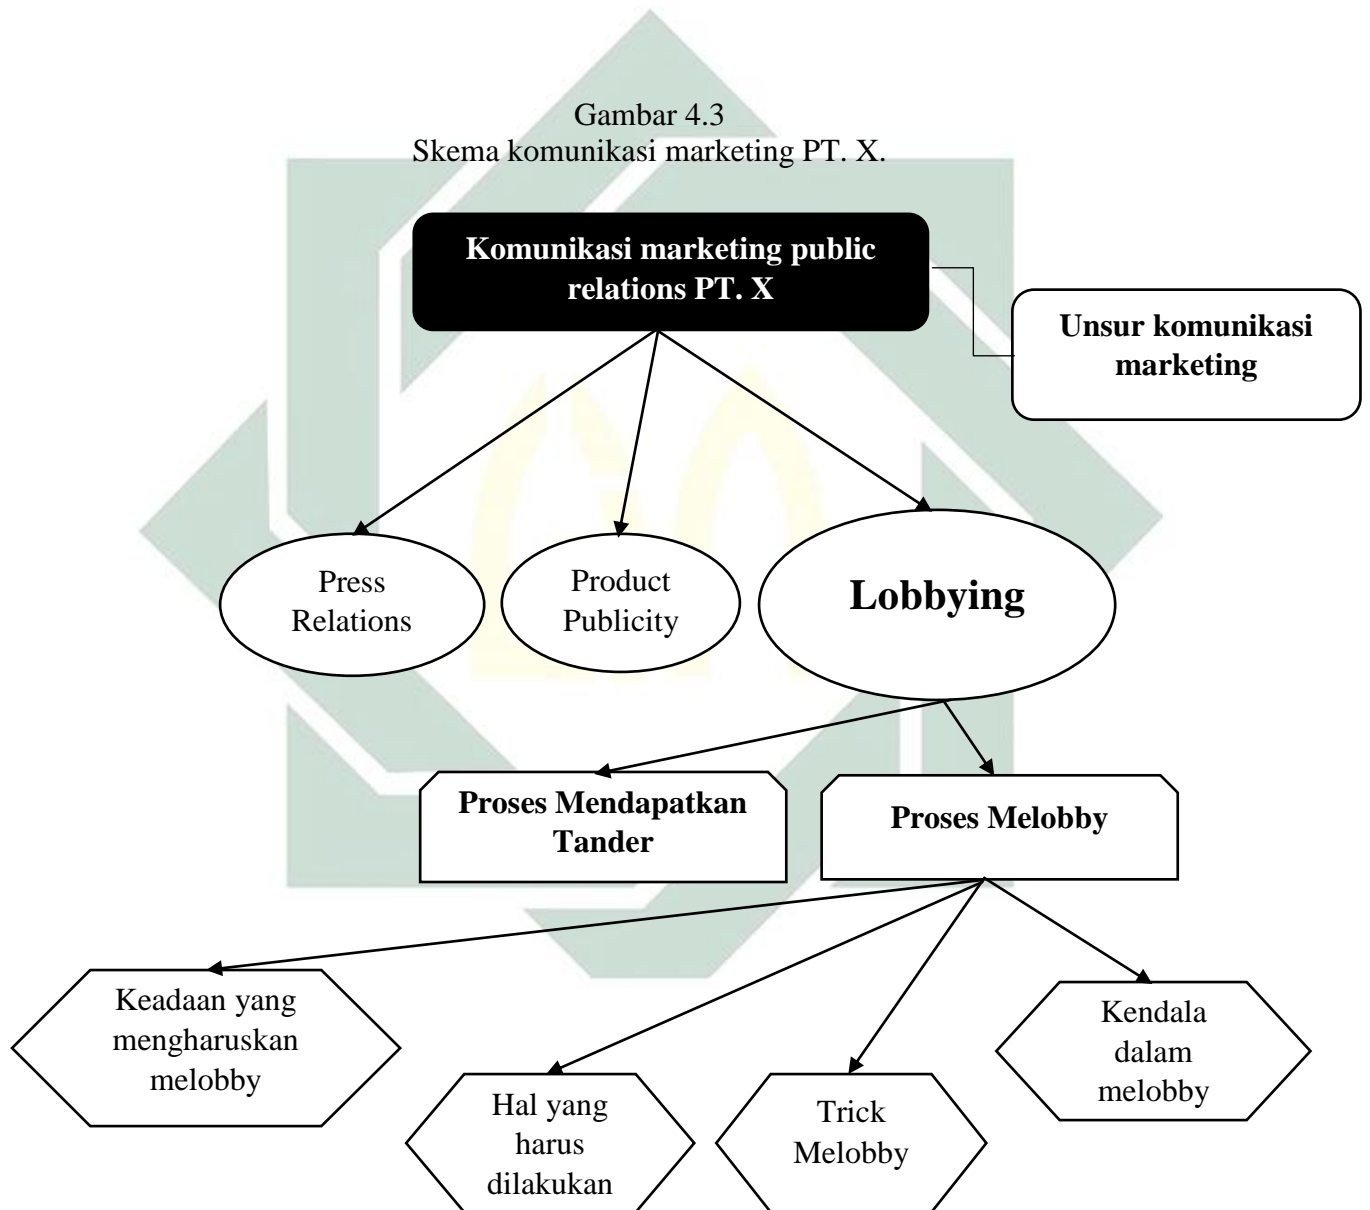 Gambar 4.3
Skema komunikasi marketing PT. X.
Komunikasi marketing public
relations PT. X
Unsur komunikasi
marketing
Press
Relations
Product
Publicity
Lobbying
Proses Mendapatkan
Tander
Proses Melobby
Keadaan yang
mengharuskan
melobby
Hal yang
harus
dilakukan
Trick
Melobby
Kendala
dalam
melobby